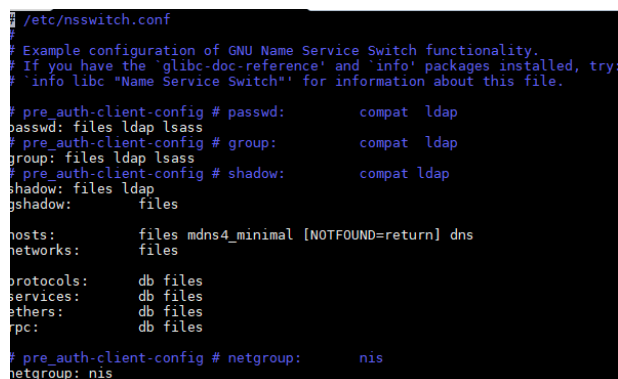 # /etc/nsswitch.conf
#
# Example configuration of GNU Name Service Switch functionality.
# If you have the `glibc-doc-reference' and `info' packages installed, try:
# `info libc "Name Service Switch"' for information about this file.
# pre_auth-client-config # passwd:         compat  ldap
passwd: files ldap lsass
# pre_auth-client-config # group:          compat  ldap
group: files ldap lsass
# pre_auth-client-config # shadow:         compat ldap
shadow: files ldap
gshadow:        files
hosts:          files mdns4_minimal [NOTFOUND=return] dns
networks:       files
protocols:      db files
services:       db files
ethers:         db files
rpc:            db files
# pre_auth-client-config # netgroup:       nis
netgroup: nis